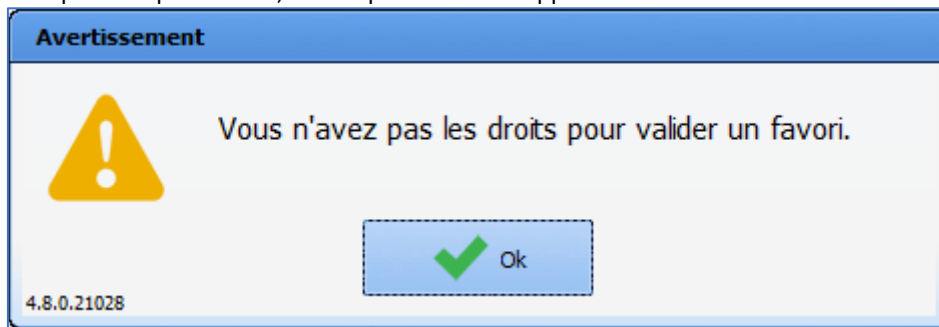 Avertissement
Vous n'avez pas les droits pour valider un favori.
Ok
4.8.0.21028